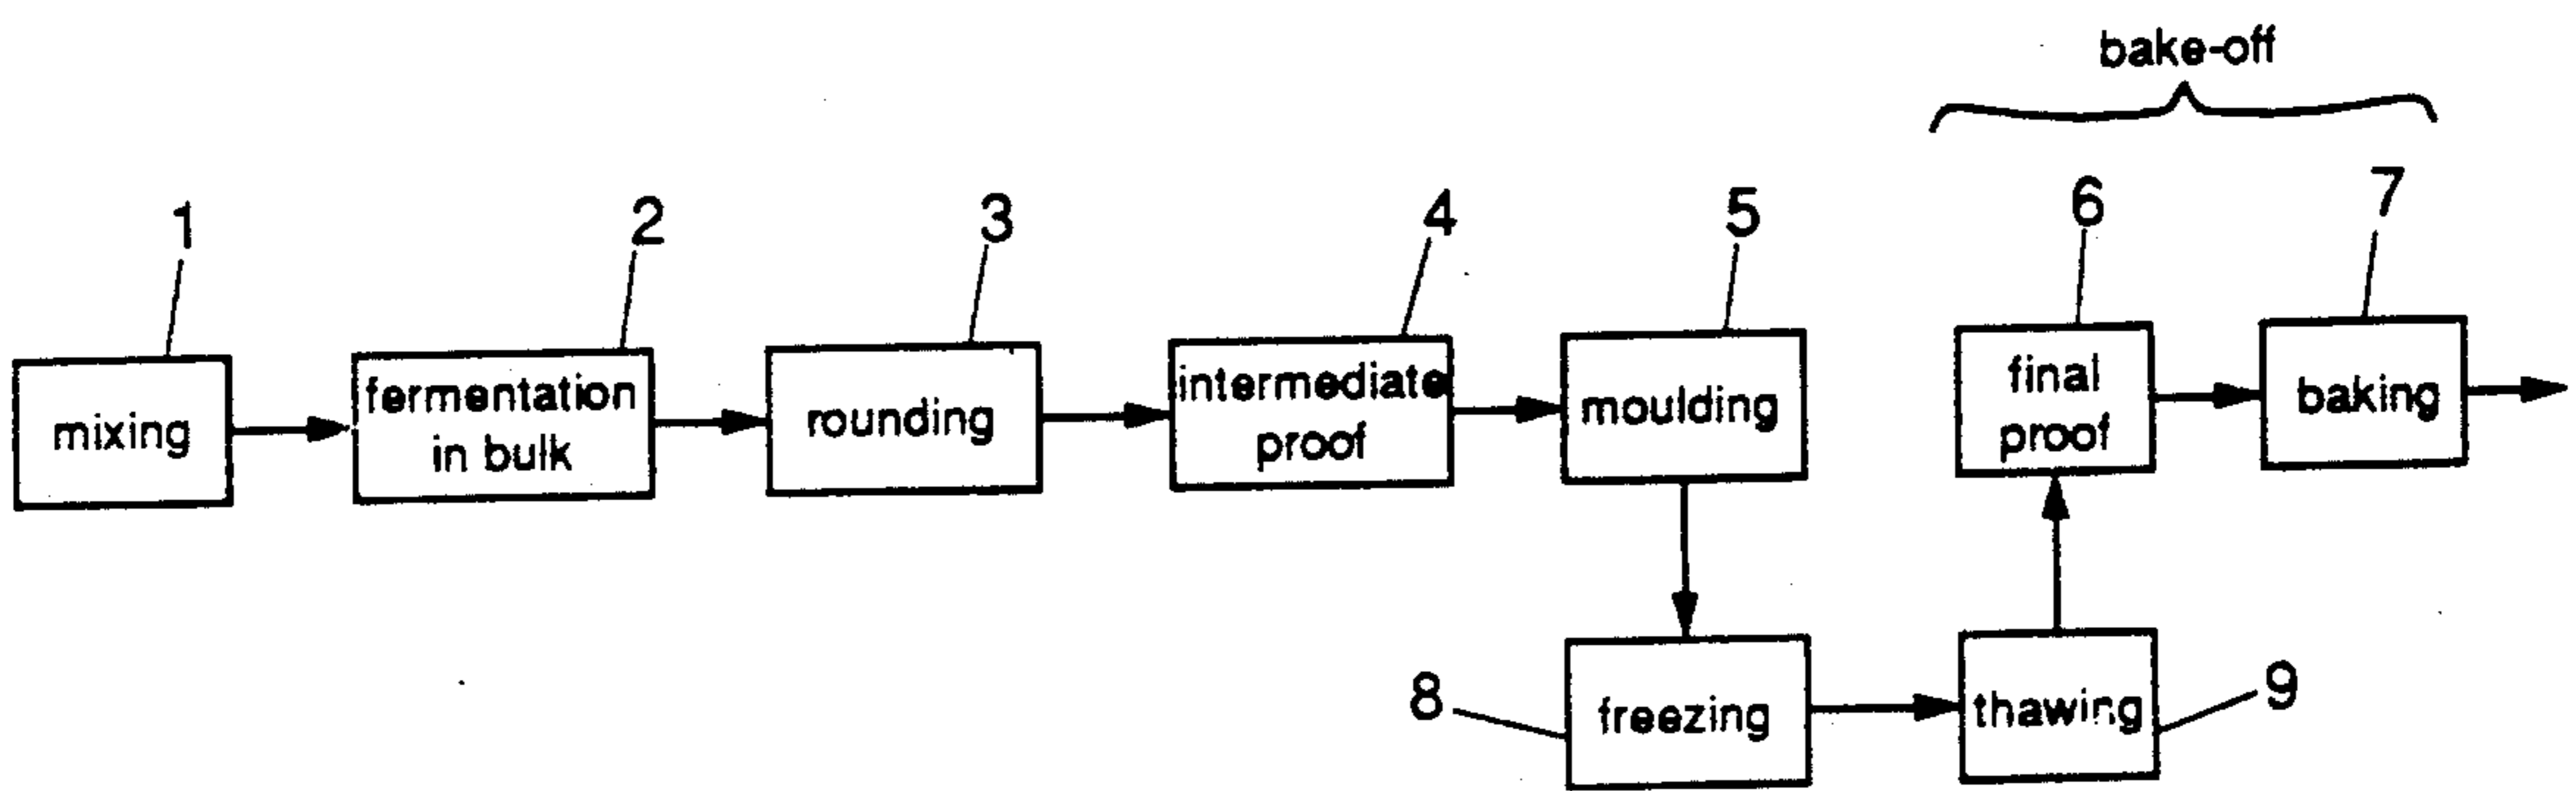 bake-off
1
2
3
4
5
6
7
mixing
fermentation
in bulk
rounding
intermediate
proof
moulding
final
proof
baking
8
freezing
thawing
9